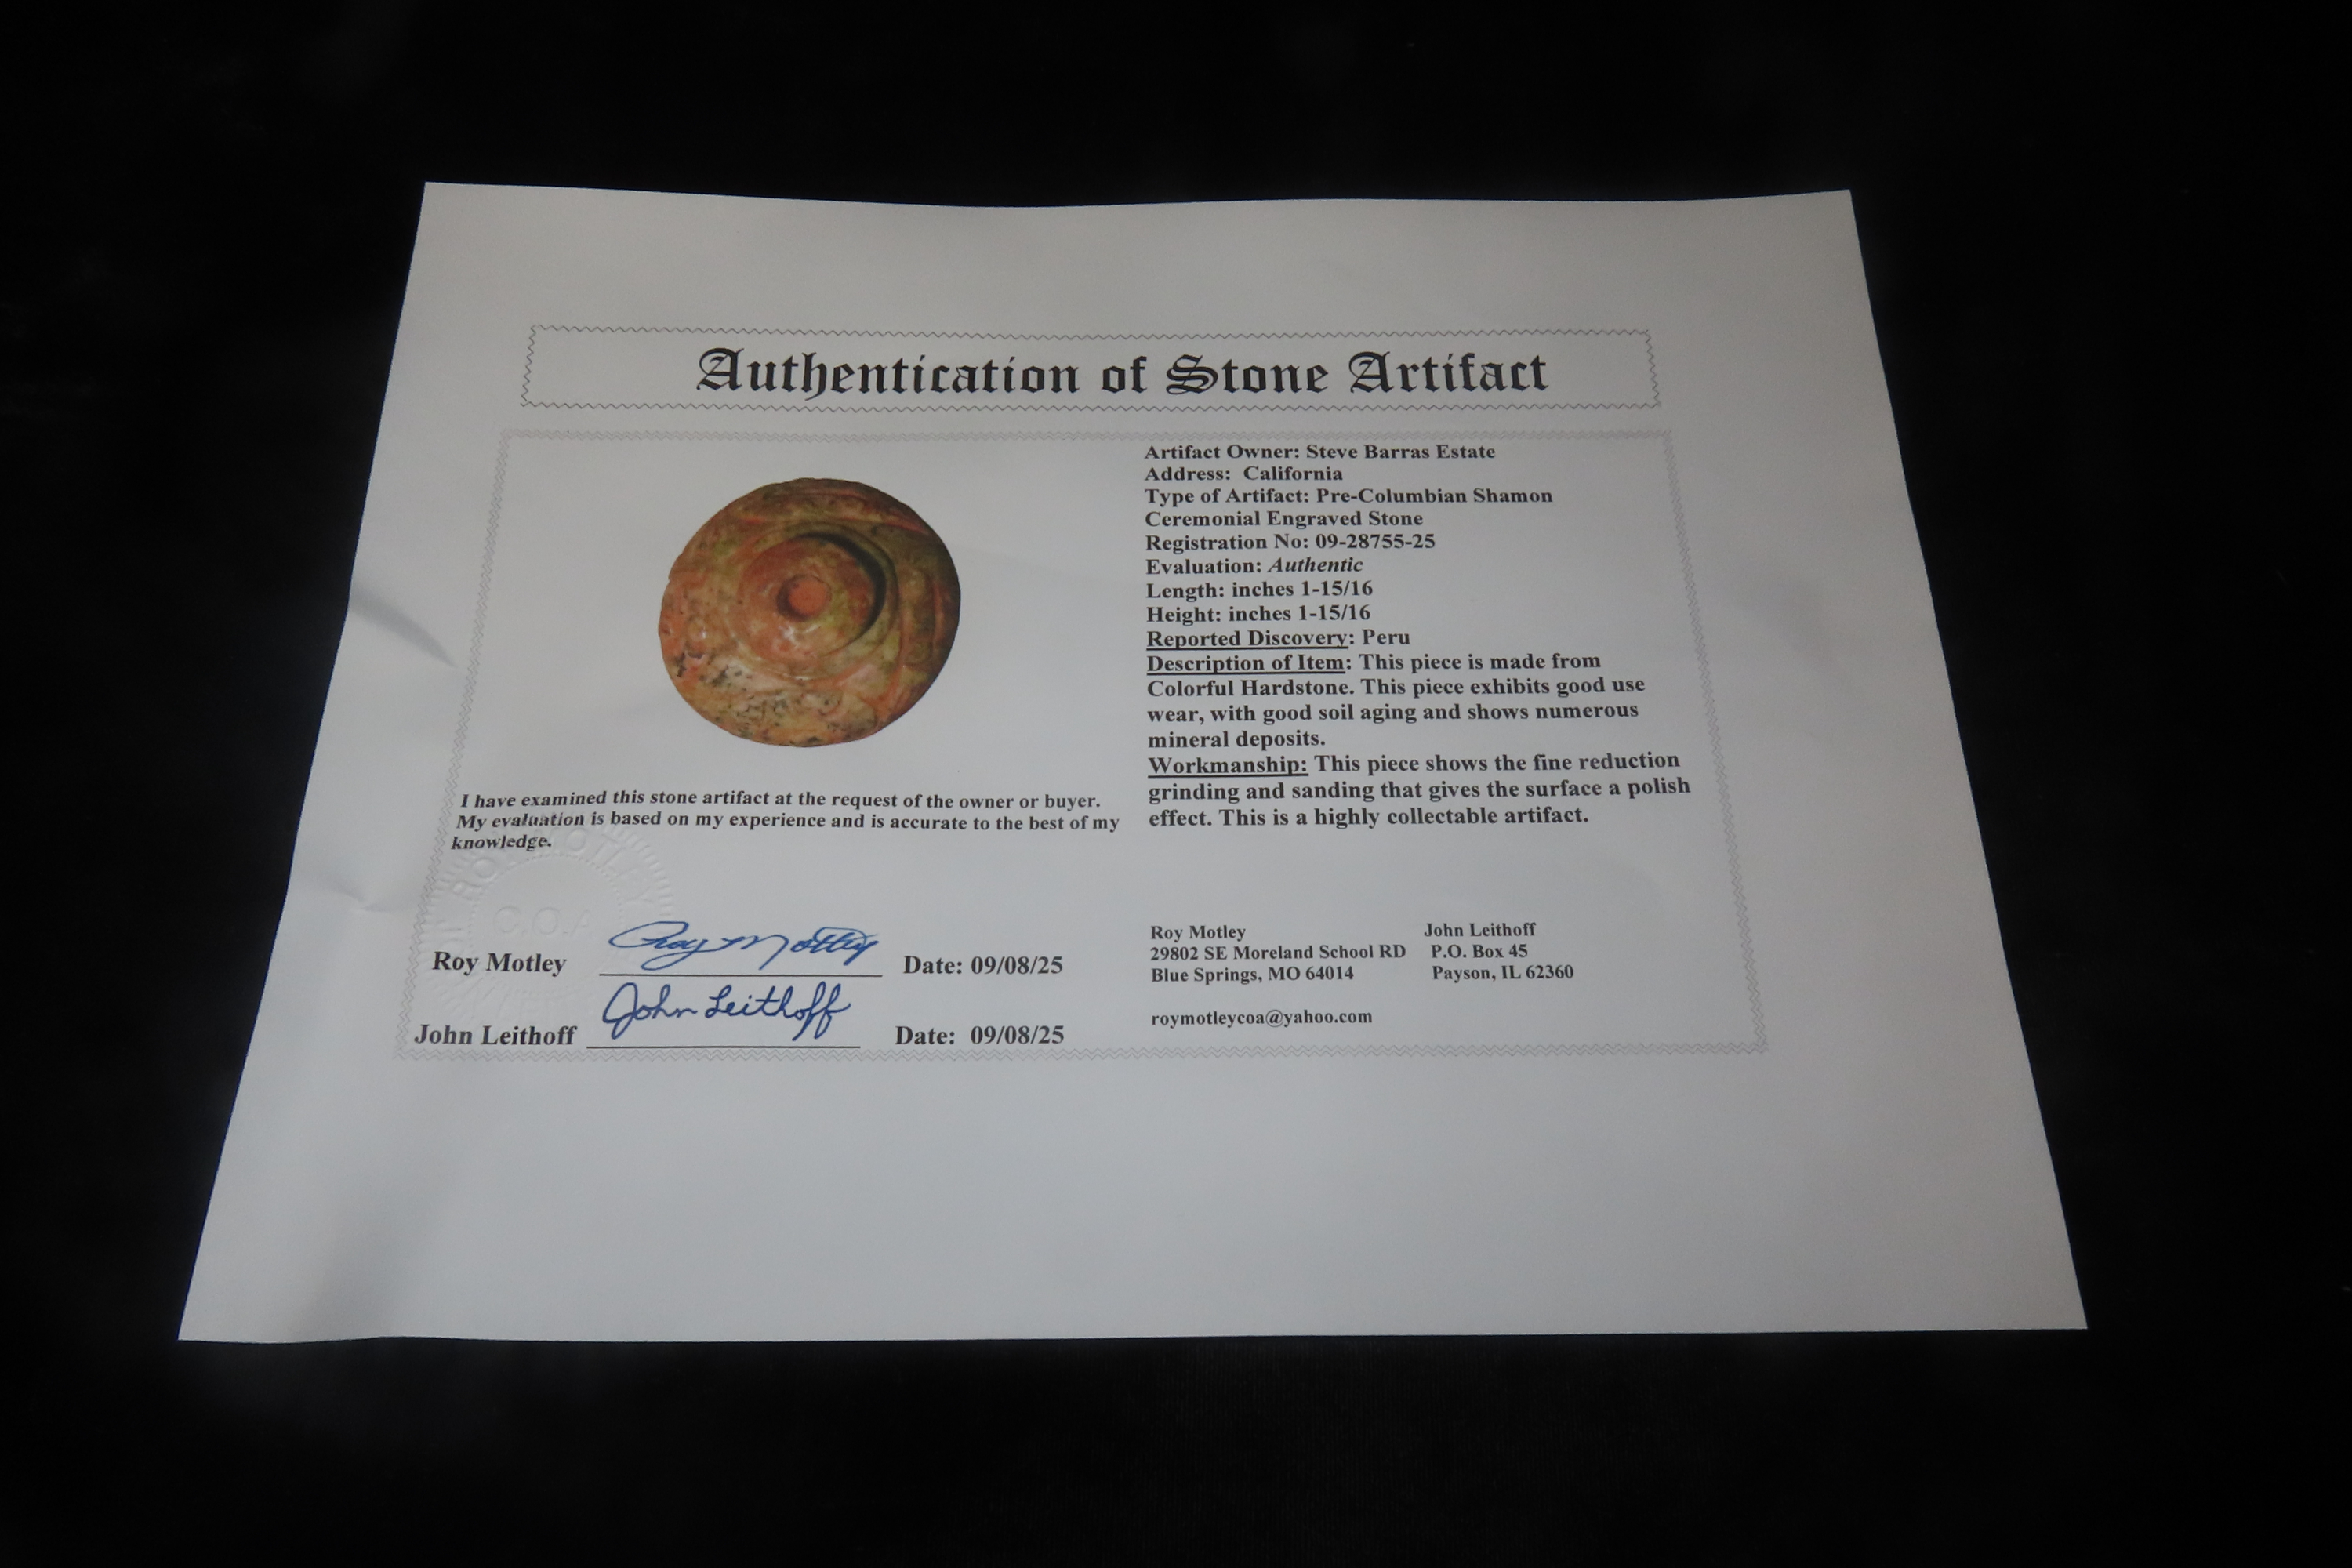 Authentication of Stone Artifact
Artifact Owner: Steve Barras Estate
Address: California
Type of Artifact: Pre-Columbian Shamon
Ceremonial Engraved Stone
Registration No: 09-28755-25
Evaluation: Authentic
Length: inches 1-15/16
Height: inches 1-15/16
Reported Discovery: Peru
Description of Item: This piece is made from
Colorful Hardstone. This piece exhibits good use
wear, with good soil aging and shows numerous
mineral deposits.
Workmanship: This piece shows the fine reduction
grinding and sanding that gives the surface a polish
effect. This is a highly collectable artifact.
I have examined this stone artifact at the request of the owner or buyer.
My evaluation is based on my experience and is accurate to the best of my
knowledge.
ROY MOTLEY
C.O.A
Roy Motley Roy Motley Date: 09/08/25
John Leithoff John Leithoff Date: 09/08/25
Roy Motley John Leithoff
29802 SE Moreland School RD P.O. Box 45
Blue Springs, MO 64014 Payson, IL 62360
roymotleycoa@yahoo.com